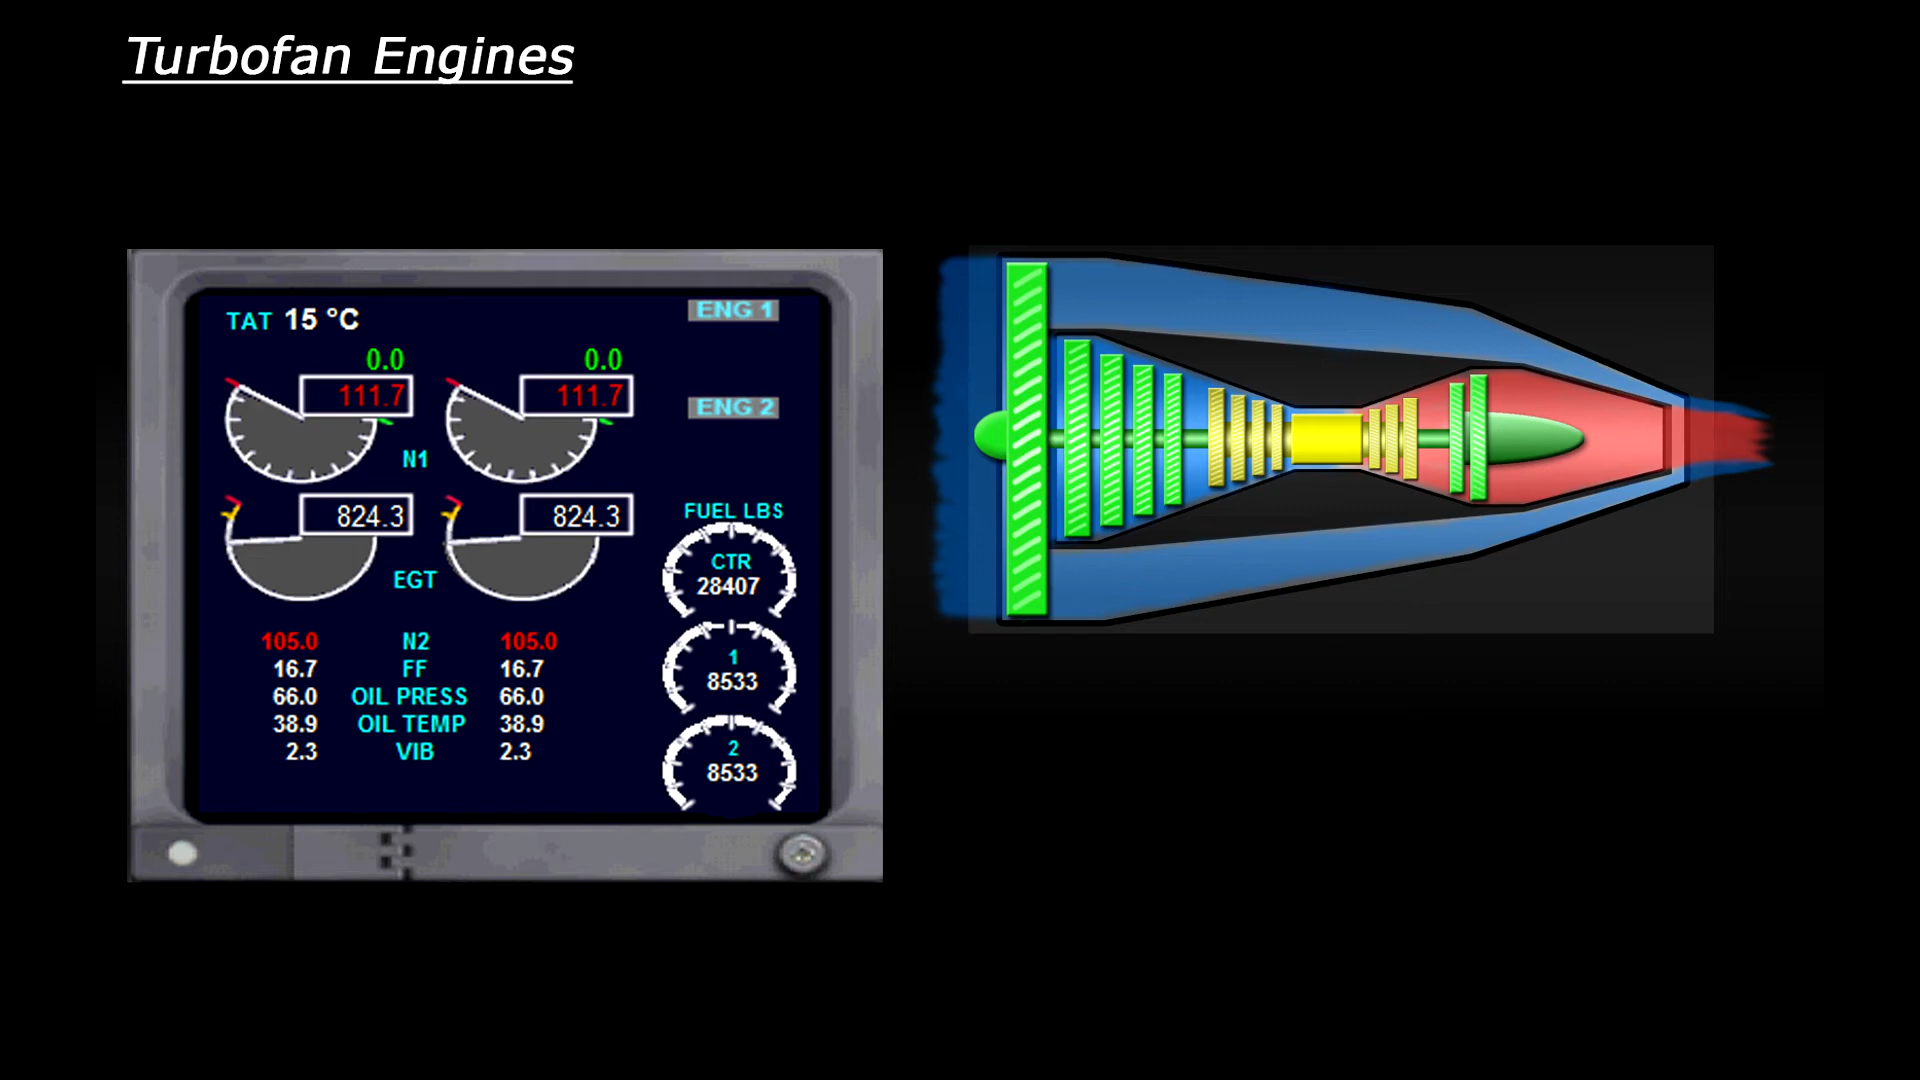 Turbofan Engines
TAT 15 °C
ENG 1
0.0 0.0
111.7 111.7
ENG 2
N1
824.3 824.3
FUEL LBS
CTR
28407
EGT
105.0 N2 105.0
1
16.7 FF 16.7
8533
66.0 OIL PRESS 66.0
38.9 OIL TEMP 38.9
2
2.3 VIB 2.3
8533